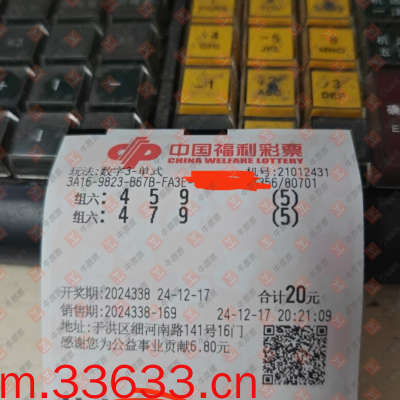 中国福利彩票
CHINA WELFARE LOTTERY
玩法:数字3-单式 机号:21012431
3A16-9823-B67B-FA3E- 356/80701
组六: 4 5 9 (5)
组六: 4 7 9 (5)
开奖期:2024338 24-12-17 合计20元
销售期:2024338-169 24-12-17 20:21:09
地址:于洪区细河南路141号16门
感谢您为公益事业贡献6.80元
m.33633.cn